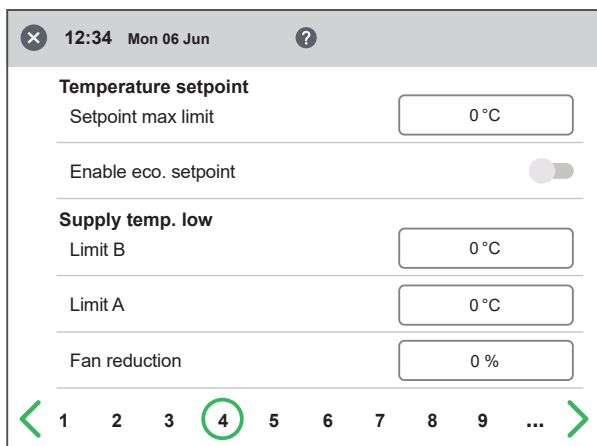 12:34 Mon 06 Jun ?
Temperature setpoint
Setpoint max limit 0 °C
Enable eco. setpoint
Supply temp. low
Limit B 0 °C
Limit A 0 °C
Fan reduction 0 %
1 2 3 4 5 6 7 8 9 ...